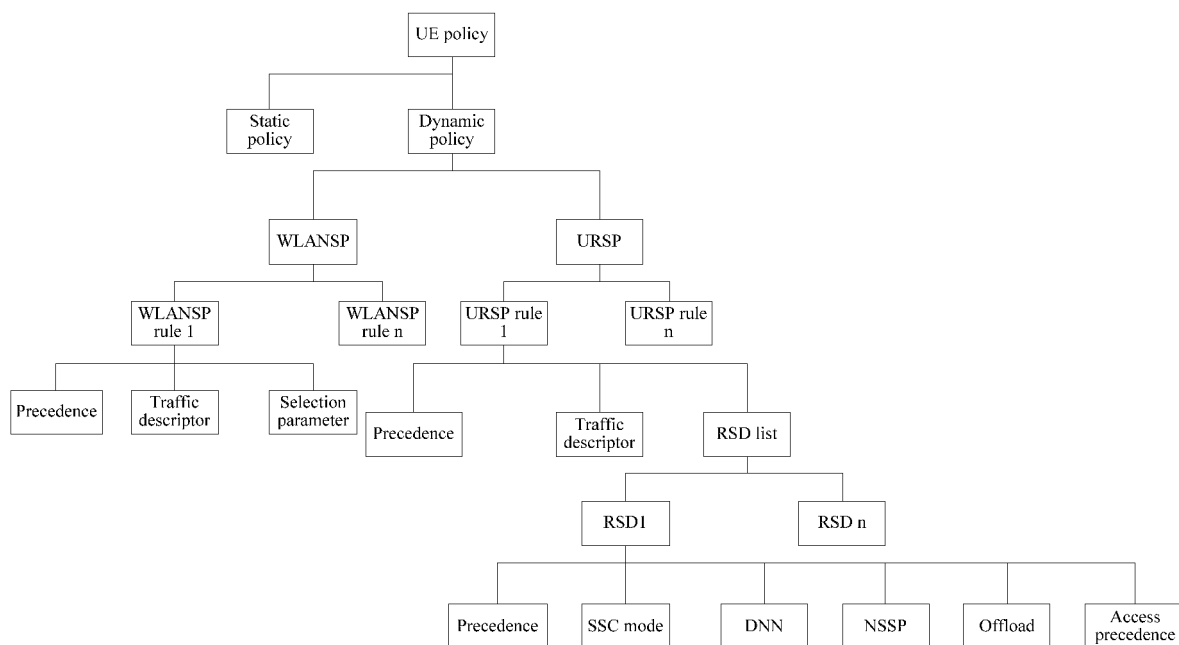 UE policy
Static
policy
Dynamic
policy
WLANSP
URSP
WLANSP
rule 1
WLANSP
rule n
URSP rule
1
URSP rule
n
Precedence
Traffic
descriptor
Selection
parameter
Precedence
Traffic
descriptor
RSD list
RSD1
RSD n
Precedence
SSC mode
DNN
NSSP
Offload
Access
precedence